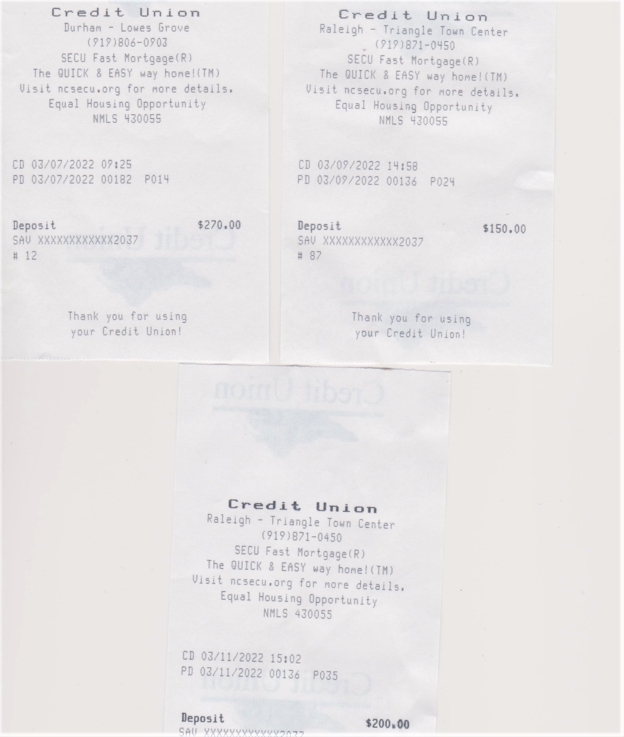 Credit Union
Durham - Lowes Grove
(919)806-0903
SECU Fast Mortgage(R)
The QUICK & EASY way home!(TM)
Visit ncsecu.org for more details.
Equal Housing Opportunity
NMLS 430055
CD 03/07/2022 09:25
PD 03/07/2022 00182 P014
Deposit $270.00
SAV XXXXXXXXXXXX2037
# 12
Thank you for using
your Credit Union!
Credit Union
Raleigh - Triangle Town Center
(919)871-0450
SECU Fast Mortgage(R)
The QUICK & EASY way home!(TM)
Visit ncsecu.org for more details.
Equal Housing Opportunity
NMLS 430055
CD 03/09/2022 14:58
PD 03/09/2022 00136 P024
Deposit $150.00
SAV XXXXXXXXXXXX2037
# 87
Thank you for using
your Credit Union!
Credit Union
Credit Union
Credit Union
Credit Union
Raleigh - Triangle Town Center
(919)871-0450
SECU Fast Mortgage(R)
The QUICK & EASY way home!(TM)
Visit ncsecu.org for more details.
Equal Housing Opportunity
NMLS 430055
CD 03/11/2022 15:02
PD 03/11/2022 00136 P035
Credit Union
Deposit $200.00
SAV XXXXXXXXXXXX2037